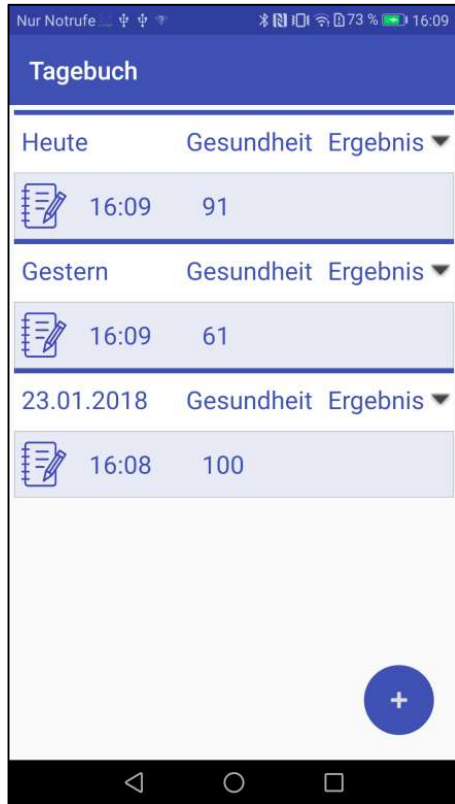 Nur Notrufe 73 % 16:09
Tagebuch
Heute Gesundheit Ergebnis
16:09 91
Gestern Gesundheit Ergebnis
16:09 61
23.01.2018 Gesundheit Ergebnis
16:08 100
+